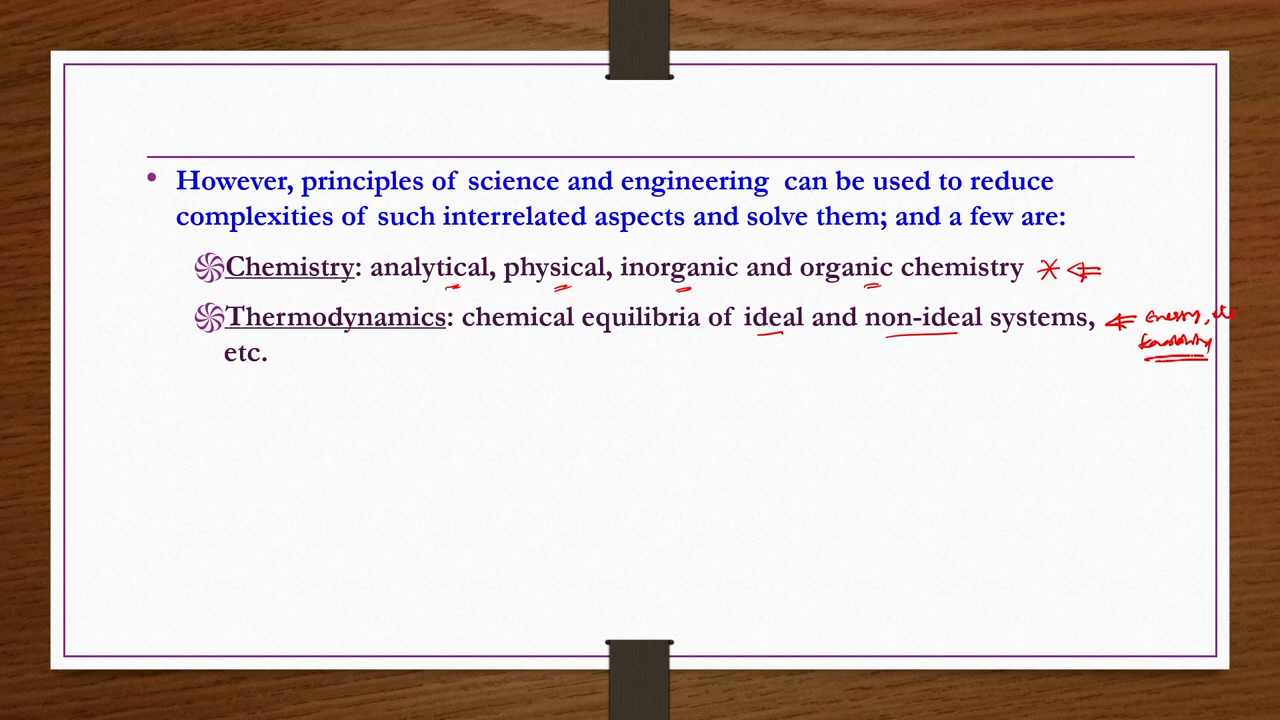 • However, principles of science and engineering can be used to reduce
complexities of such interrelated aspects and solve them; and a few are:
Chemistry: analytical, physical, inorganic and organic chemistry
Thermodynamics: chemical equilibria of ideal and non-ideal systems,
etc.
Energy, etc
feasibility